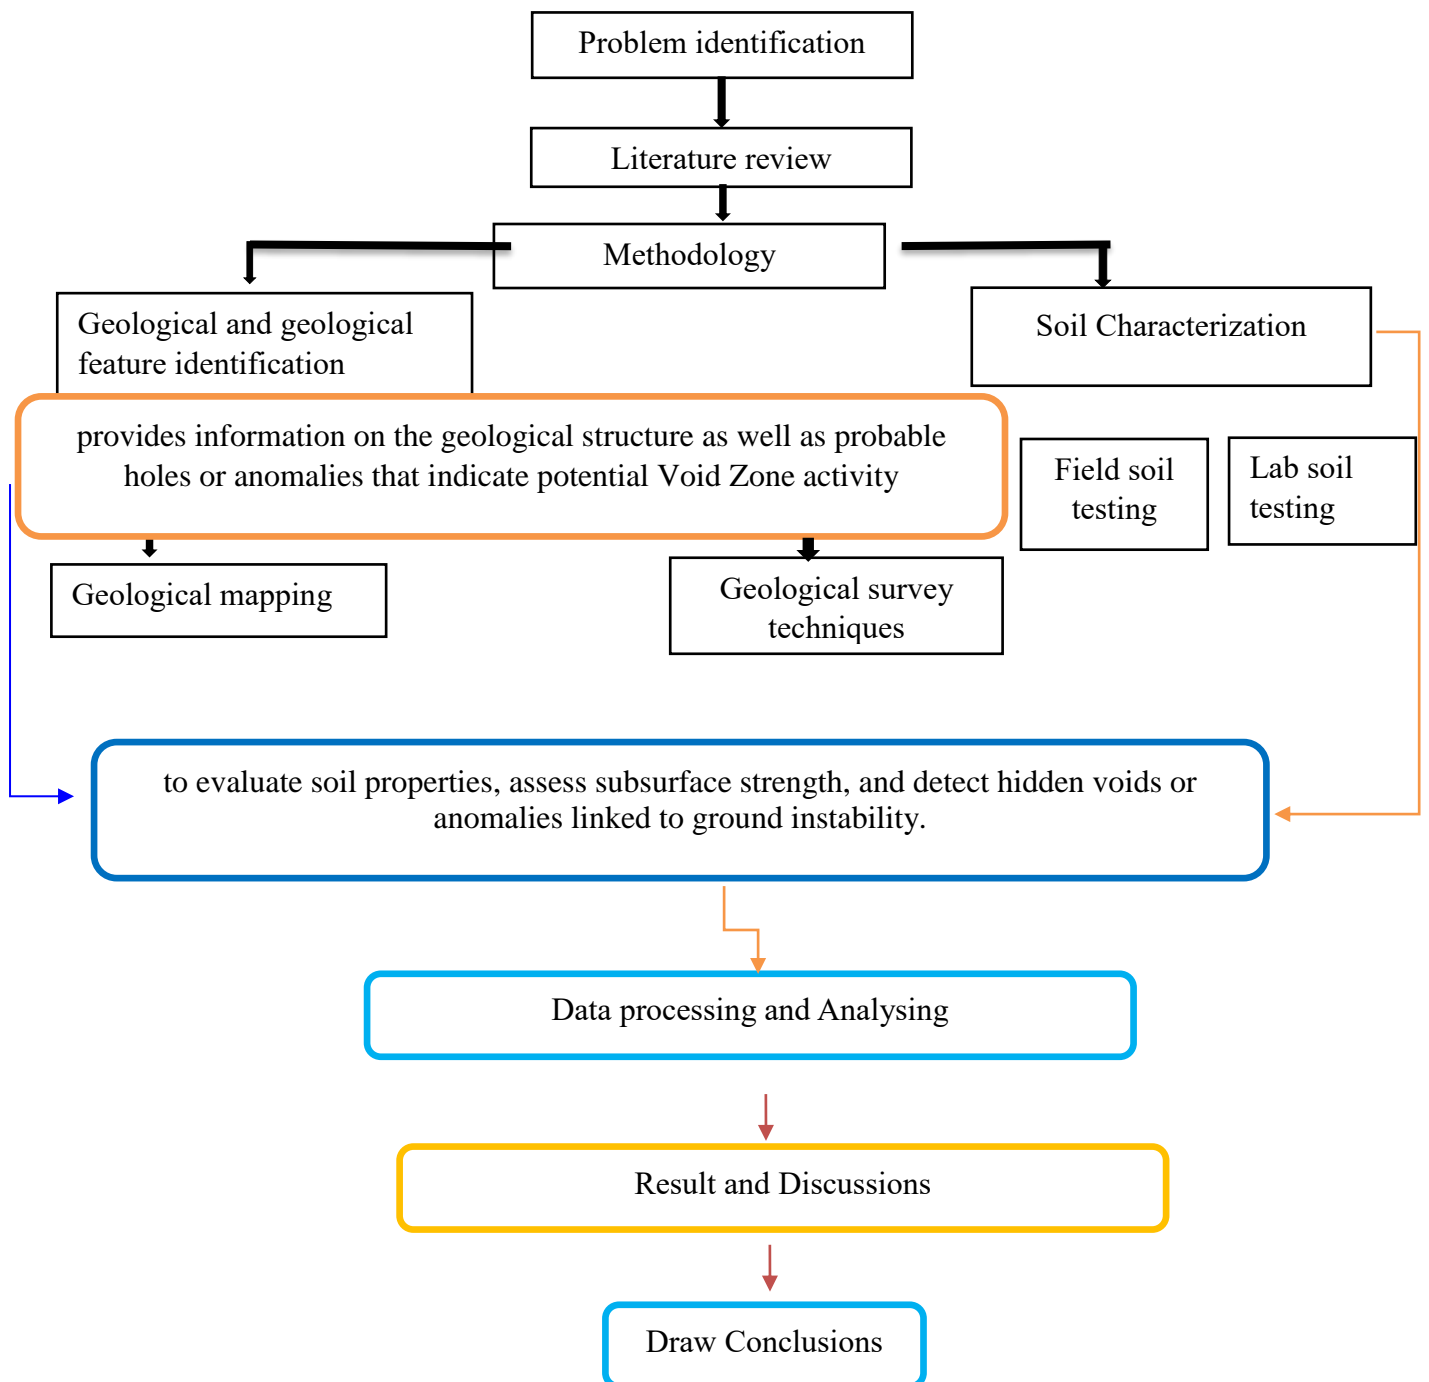 Problem identification
Literature review
Methodology
Geological and geological
feature identification
Soil Characterization
provides information on the geological structure as well as probable
holes or anomalies that indicate potential Void Zone activity
Field soil
testing
Lab soil
testing
Geological mapping
Geological survey
techniques
to evaluate soil properties, assess subsurface strength, and detect hidden voids or
anomalies linked to ground instability.
Data processing and Analysing
Result and Discussions
Draw Conclusions